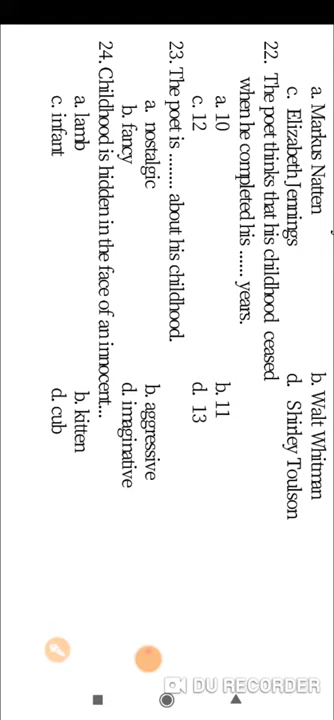 a. Markus Natten b. Walt Whitman
c. Elizabeth Jennings d. Shirley Toulson
22. The poet thinks that his childhood ceased
when he completed his ...... years.
a. 10 b. 11
c. 12 d. 13
23. The poet is ......... about his childhood.
a. nostalgic b. aggressive
b. fancy d. imaginative
24. Childhood is hidden in the face of an innocent...
a. lamb b. kitten
c. infant d. cub
DU RECORDER